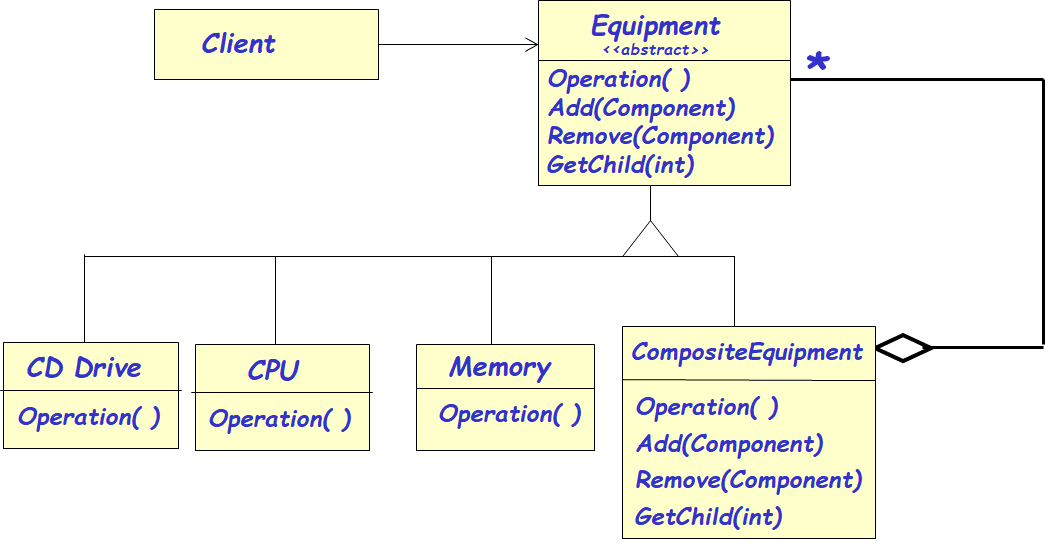 Client
Equipment
<<abstract>>
*
Operation( )
Add(Component)
Remove(Component)
GetChild(int)
CD Drive
Operation( )
CPU
Operation( )
Memory
Operation( )
CompositeEquipment
Operation( )
Add(Component)
Remove(Component)
GetChild(int)